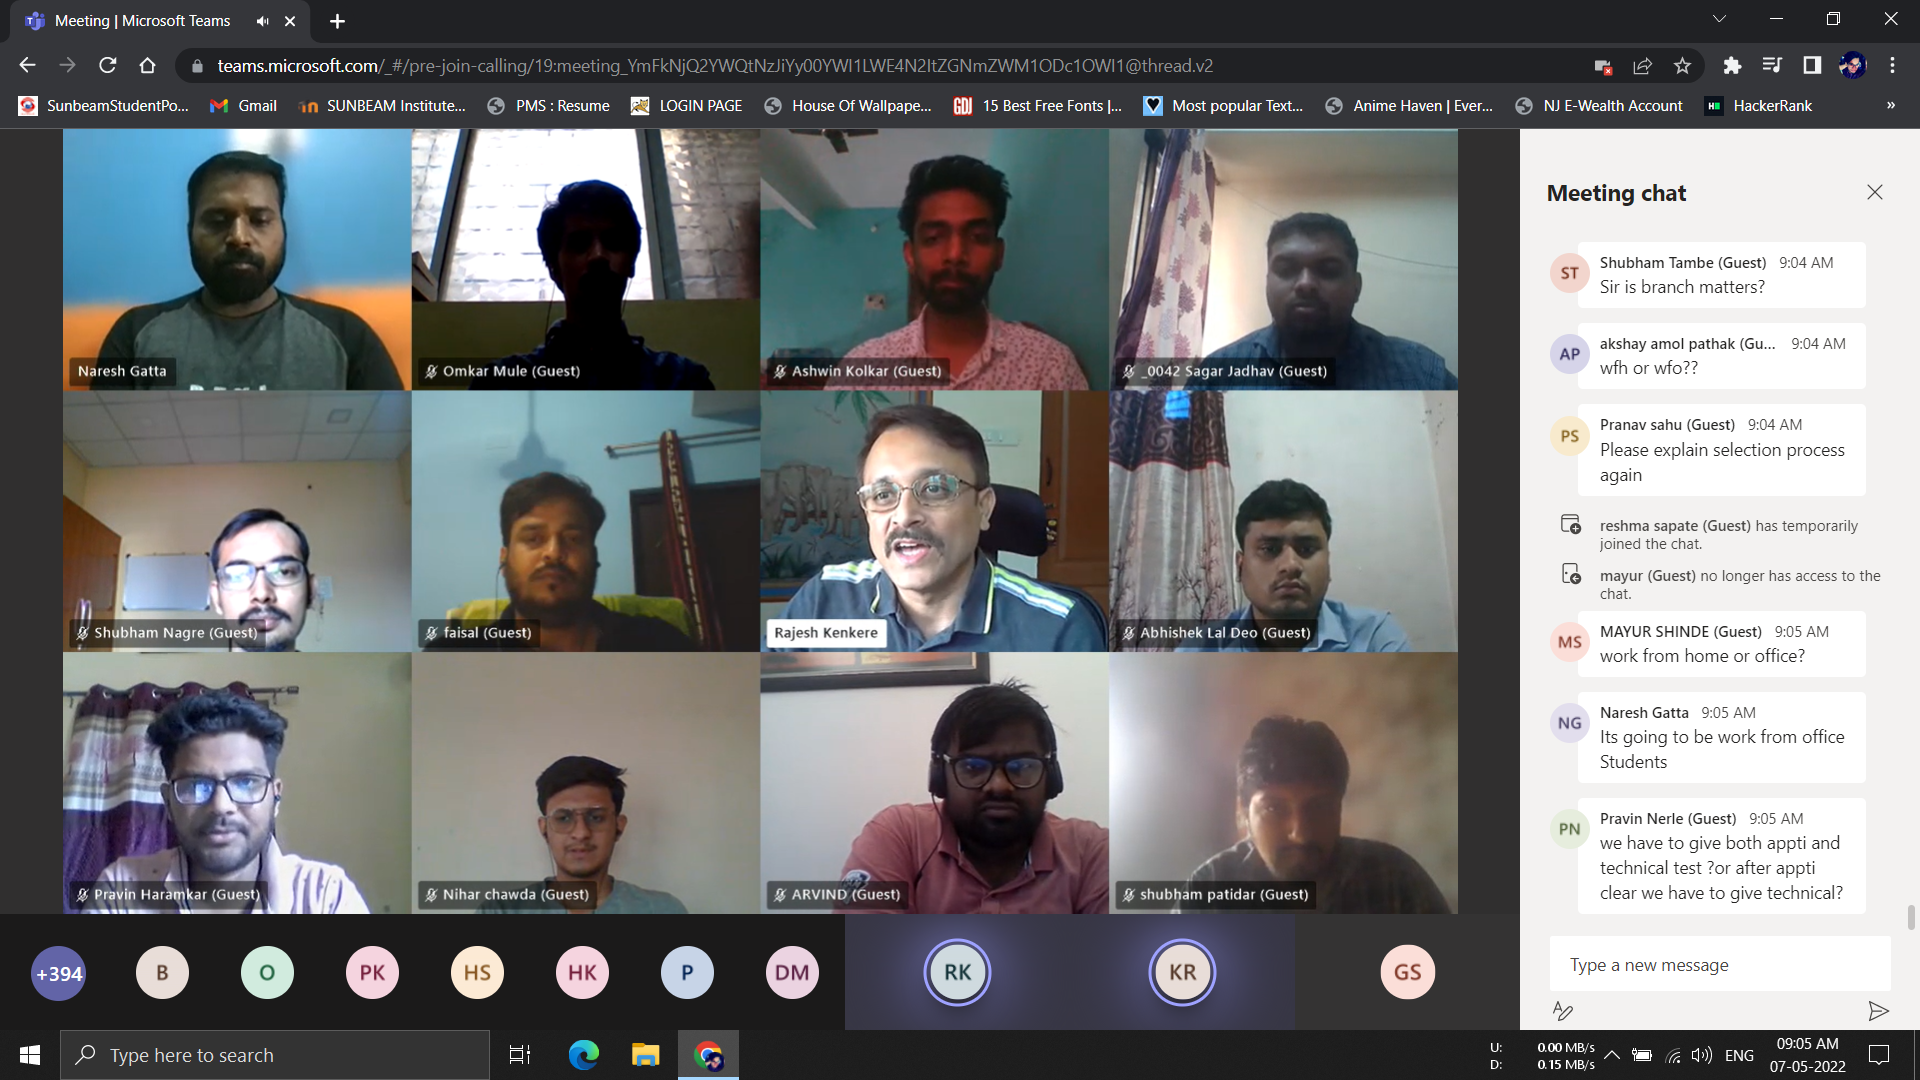 Meeting | Microsoft Teams
teams.microsoft.com/_#/pre-join-calling/19:meeting_YmFkNjQ2YWQtNzJiYy00YWI1LWE4N2ItZGNmZWM1ODc1OWI1@thread.v2
SunbeamStudentPo... Gmail SUNBEAM Institute... PMS : Resume LOGIN PAGE House Of Wallpape... GDJ 15 Best Free Fonts |... Most popular Text... Anime Haven | Ever... NJ E-Wealth Account HackerRank »
Naresh Gatta
Omkar Mule (Guest)
Ashwin Kolkar (Guest)
_0042 Sagar Jadhav (Guest)
Shubham Nagre (Guest)
faisal (Guest)
Rajesh Kenkere
Abhishek Lal Deo (Guest)
Pravin Haramkar (Guest)
Nihar chawda (Guest)
ARVIND (Guest)
shubham patidar (Guest)
+394 B O PK HS HK P DM RK KR GS
Meeting chat
ST
Shubham Tambe (Guest) 9:04 AM
Sir is branch matters?
AP
akshay amol pathak (Gu... 9:04 AM
wfh or wfo??
PS
Pranav sahu (Guest) 9:04 AM
Please explain selection process
again
reshma sapate (Guest) has temporarily
joined the chat.
mayur (Guest) no longer has access to the
chat.
MS
MAYUR SHINDE (Guest) 9:05 AM
work from home or office?
NG
Naresh Gatta 9:05 AM
Its going to be work from office
Students
PN
Pravin Nerle (Guest) 9:05 AM
we have to give both appti and
technical test ?or after appti
clear we have to give technical?
Type a new message
Type here to search
U: 0.00 MB/s
D: 0.15 MB/s
ENG
09:05 AM
07-05-2022